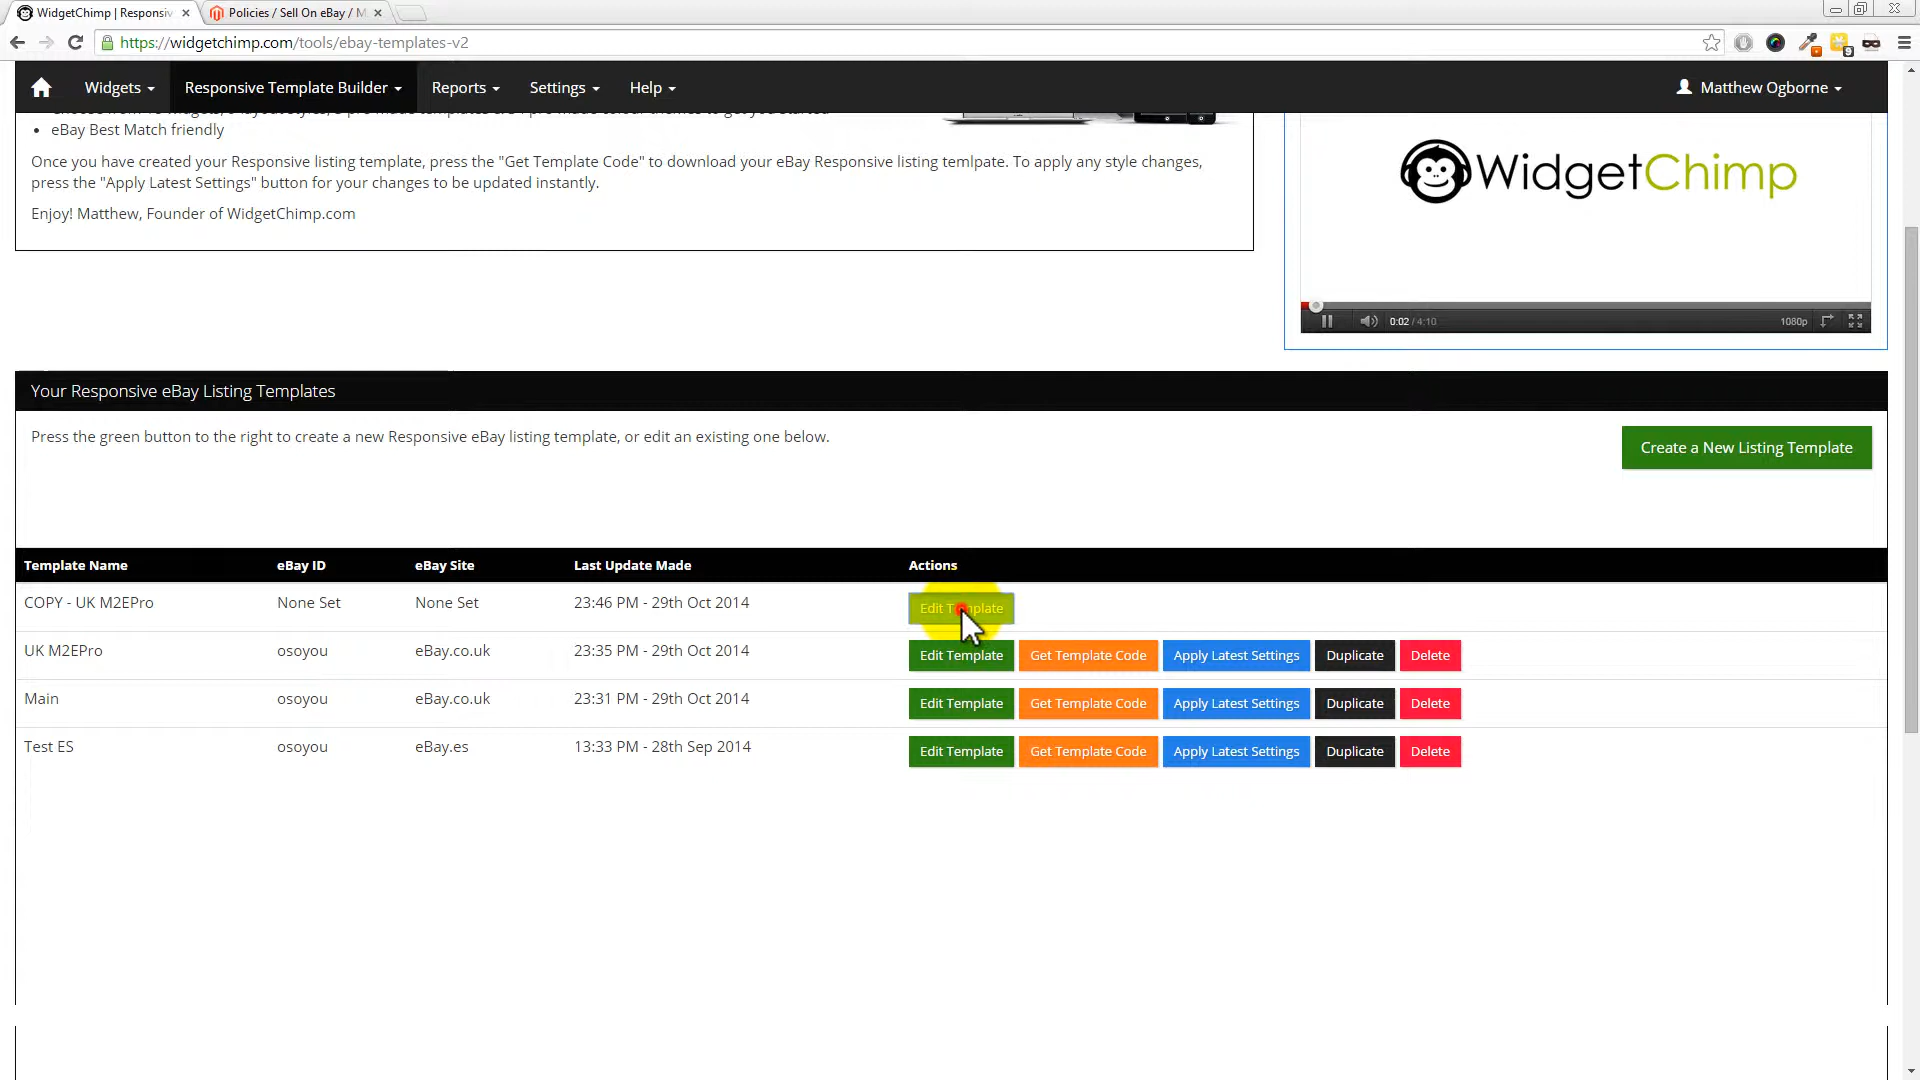 WidgetChimp | Responsiv
Policies / Sell On eBay / M
https://widgetchimp.com/tools/ebay-templates-v2
9
Widgets
Responsive Template Builder
Reports
Settings
Help
Matthew Ogborne
eBay Best Match friendly
Once you have created your Responsive listing template, press the "Get Template Code" to download your eBay Responsive listing temlpate. To apply any style changes,
press the "Apply Latest Settings" button for your changes to be updated instantly.
Enjoy! Matthew, Founder of WidgetChimp.com
WidgetChimp
0:02 / 4:10
1080p
Your Responsive eBay Listing Templates
Press the green button to the right to create a new Responsive eBay listing template, or edit an existing one below.
Create a New Listing Template
Template Name eBay ID eBay Site Last Update Made Actions
COPY - UK M2EPro None Set None Set 23:46 PM - 29th Oct 2014 Edit Template
UK M2EPro osoyou eBay.co.uk 23:35 PM - 29th Oct 2014 Edit Template Get Template Code Apply Latest Settings Duplicate Delete
Main osoyou eBay.co.uk 23:31 PM - 29th Oct 2014 Edit Template Get Template Code Apply Latest Settings Duplicate Delete
Test ES osoyou eBay.es 13:33 PM - 28th Sep 2014 Edit Template Get Template Code Apply Latest Settings Duplicate Delete